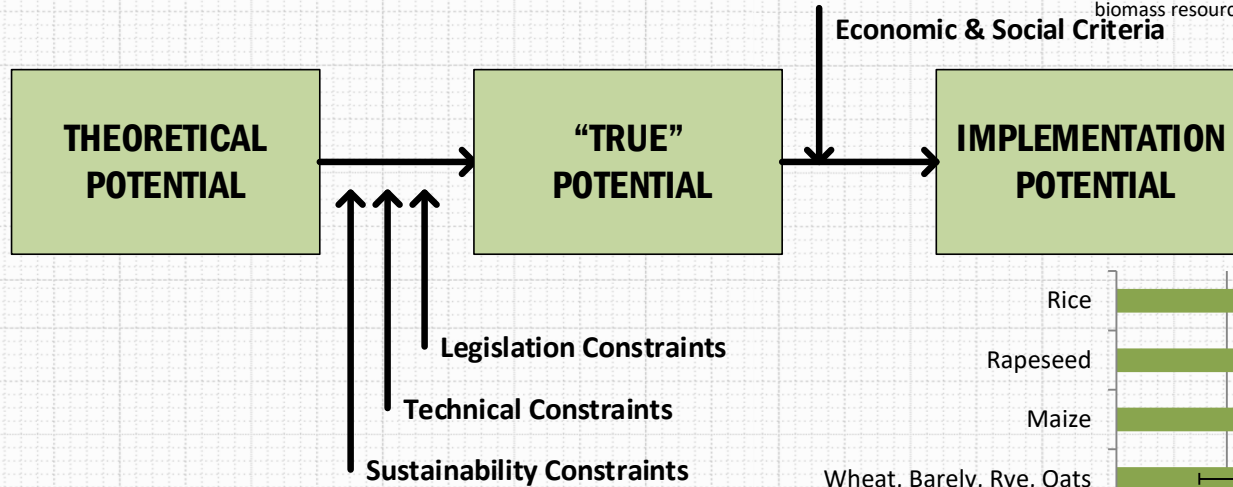 biomass resourc
Economic & Social Criteria
THEORETICAL
POTENTIAL
“TRUE”
POTENTIAL
IMPLEMENTATION
POTENTIAL
Legislation Constraints
Technical Constraints
Sustainability Constraints
Rice
Rapeseed
Maize
Wheat, Barely, Rye, Oats